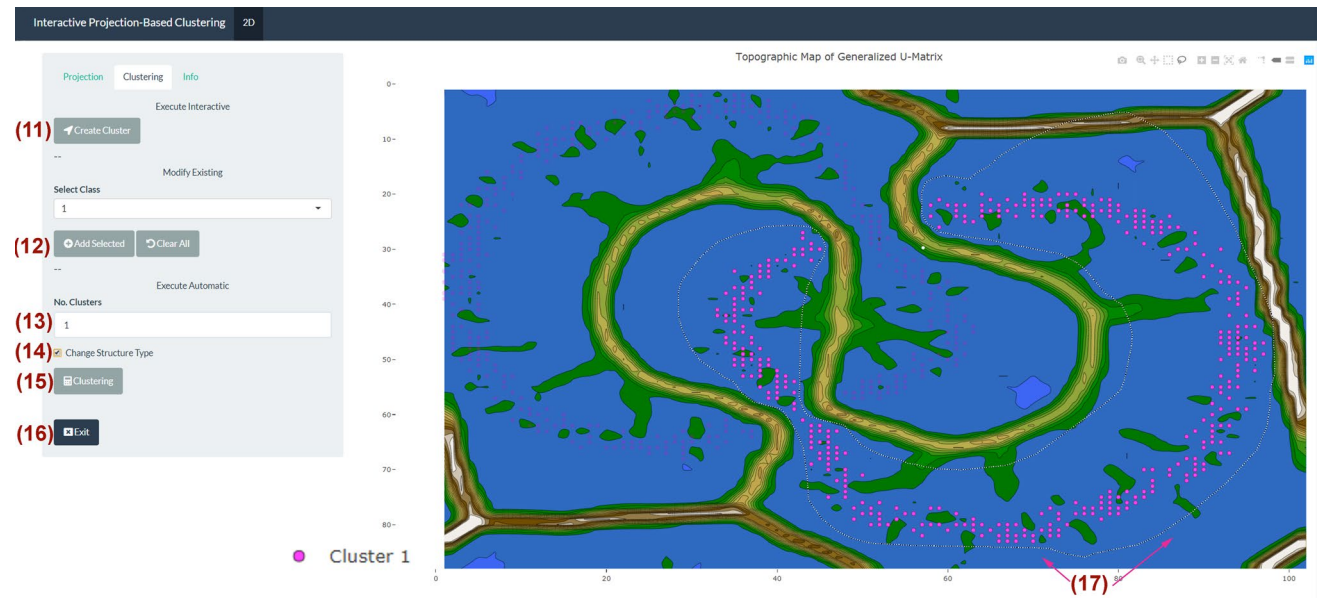 Interactive Projection-Based Clustering 2D
Topographic Map of Generalized U-Matrix
Projection Clustering Info
Execute Interactive
(11) Create Cluster
--
Modify Existing
Select Class
1
(12) Add Selected Clear All
--
Execute Automatic
No. Clusters
(13) 1
(14) Change Structure Type
(15) Clustering
(16) Exit
0
10
20
30
40
50
60
70
80
Cluster 1
0 20 40 60 80 100
(17)